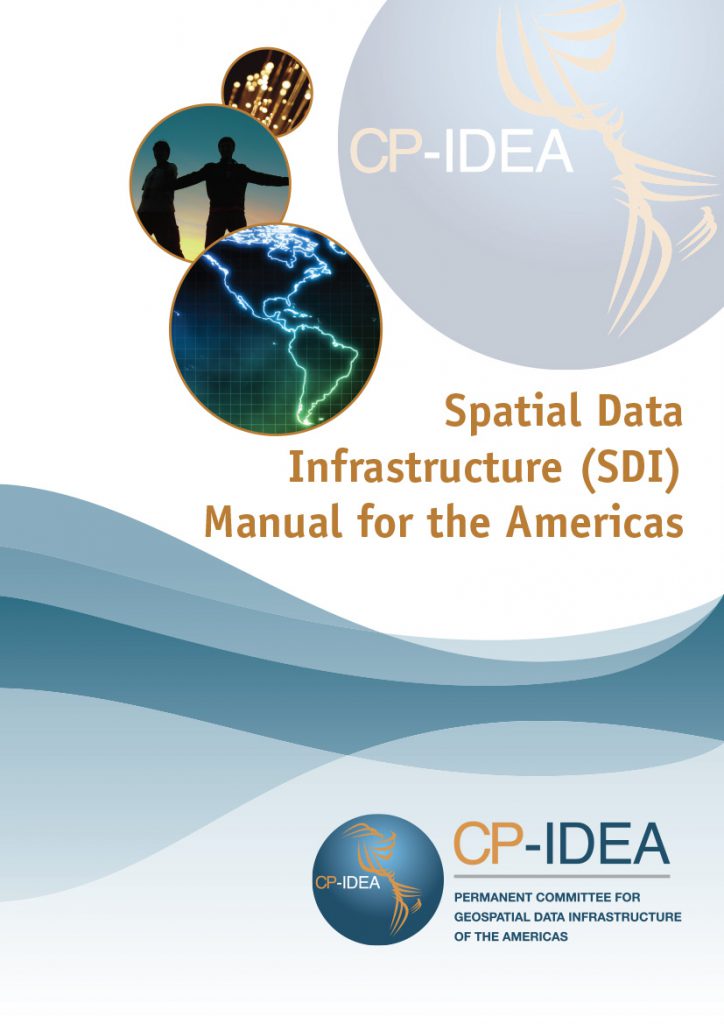 CP-IDEA
Spatial Data
Infrastructure (SDI)
Manual for the Americas
CP-IDEA
CP-IDEA
PERMANENT COMMITTEE FOR
GEOSPATIAL DATA INFRASTRUCTURE
OF THE AMERICAS